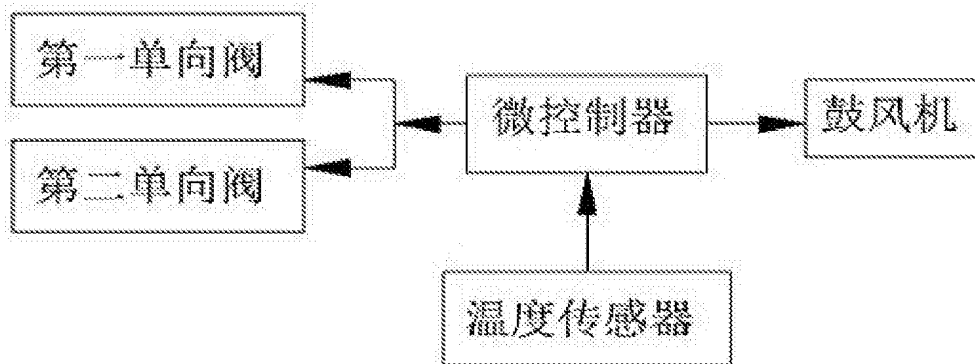 第一单向阀
微控制器
鼓风机
第二单向阀
温度传感器